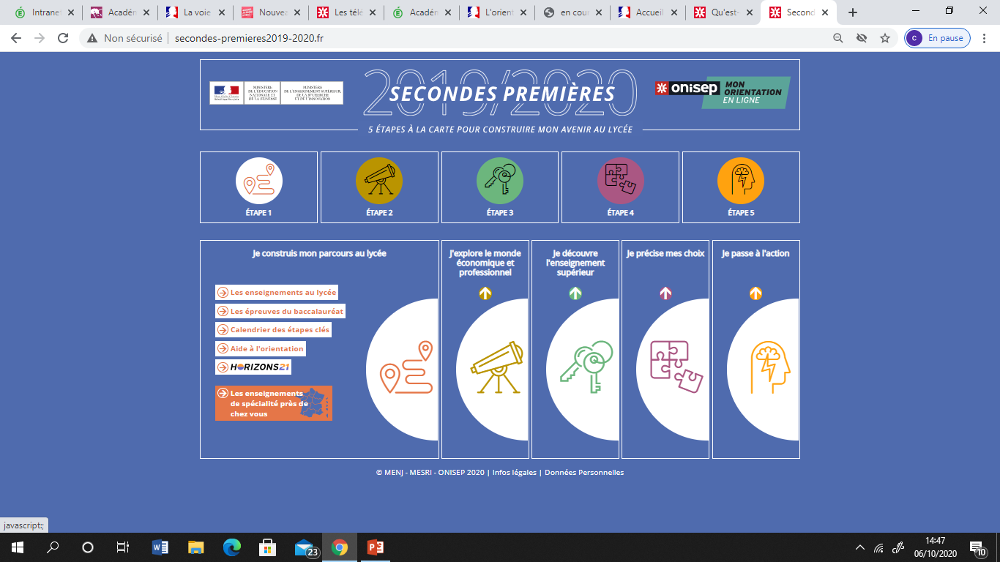 Intranet
Académ
La voie
Nouvea
Les télé
Académ
L'orient
en cour
Accueil
Qu'est-
Second
Non sécurisé
secondes-premieres2019-2020.fr
c
En pause
MINISTÈRE
DE L'ÉDUCATION
NATIONALE ET
DE LA JEUNESSE
MINISTÈRE
DE L'ENSEIGNEMENT SUPÉRIEUR,
DE LA RECHERCHE
ET DE L'INNOVATION
2019/2020
SECONDES PREMIÈRES
5 ÉTAPES À LA CARTE POUR CONSTRUIRE MON AVENIR AU LYCÉE
onisep
MON
ORIENTATION
EN LIGNE
ÉTAPE 1
ÉTAPE 2
ÉTAPE 3
ÉTAPE 4
ÉTAPE 5
Je construis mon parcours au lycée
Les enseignements au lycée
Les épreuves du baccalauréat
Calendrier des étapes clés
Aide à l'orientation
HORIZONS21
Les enseignements
de spécialité près de
chez vous
J'explore le monde
économique et
professionnel
Je découvre
l'enseignement
supérieur
Je précise mes choix
Je passe à l'action
© MENJ - MESRI - ONISEP 2020 | Infos légales | Données Personnelles
javascript:;
23
14:47
06/10/2020
10